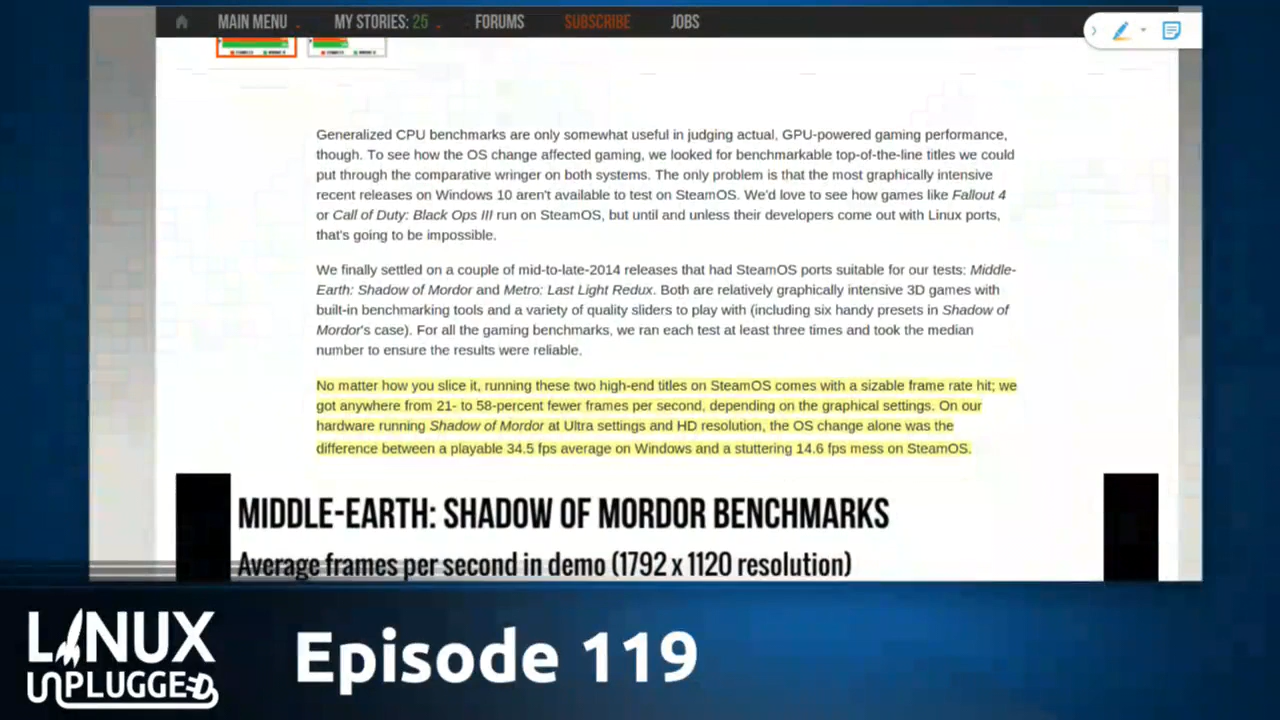 MAIN MENU
MY STORIES: 25
FORUMS
SUBSCRIBE
JOBS
Generalized CPU benchmarks are only somewhat useful in judging actual, GPU-powered gaming performance,
though. To see how the OS change affected gaming, we looked for benchmarkable top-of-the-line titles we could
put through the comparative wringer on both systems. The only problem is that the most graphically intensive
recent releases on Windows 10 aren't available to test on SteamOS. We'd love to see how games like Fallout 4
or Call of Duty: Black Ops III run on SteamOS, but until and unless their developers come out with Linux ports,
that's going to be impossible.
We finally settled on a couple of mid-to-late-2014 releases that had SteamOS ports suitable for our tests: Middle-
Earth: Shadow of Mordor and Metro: Last Light Redux. Both are relatively graphically intensive 3D games with
built-in benchmarking tools and a variety of quality sliders to play with (including six handy presets in Shadow of
Mordor's case). For all the gaming benchmarks, we ran each test at least three times and took the median
number to ensure the results were reliable.
No matter how you slice it, running these two high-end titles on SteamOS comes with a sizable frame rate hit; we
got anywhere from 21- to 58-percent fewer frames per second, depending on the graphical settings. On our
hardware running Shadow of Mordor at Ultra settings and HD resolution, the OS change alone was the
difference between a playable 34.5 fps average on Windows and a stuttering 14.6 fps mess on SteamOS.
MIDDLE-EARTH: SHADOW OF MORDOR BENCHMARKS
Average frames per second in demo (1792 x 1120 resolution)
LINUX
UNPLUGGED
Episode 119